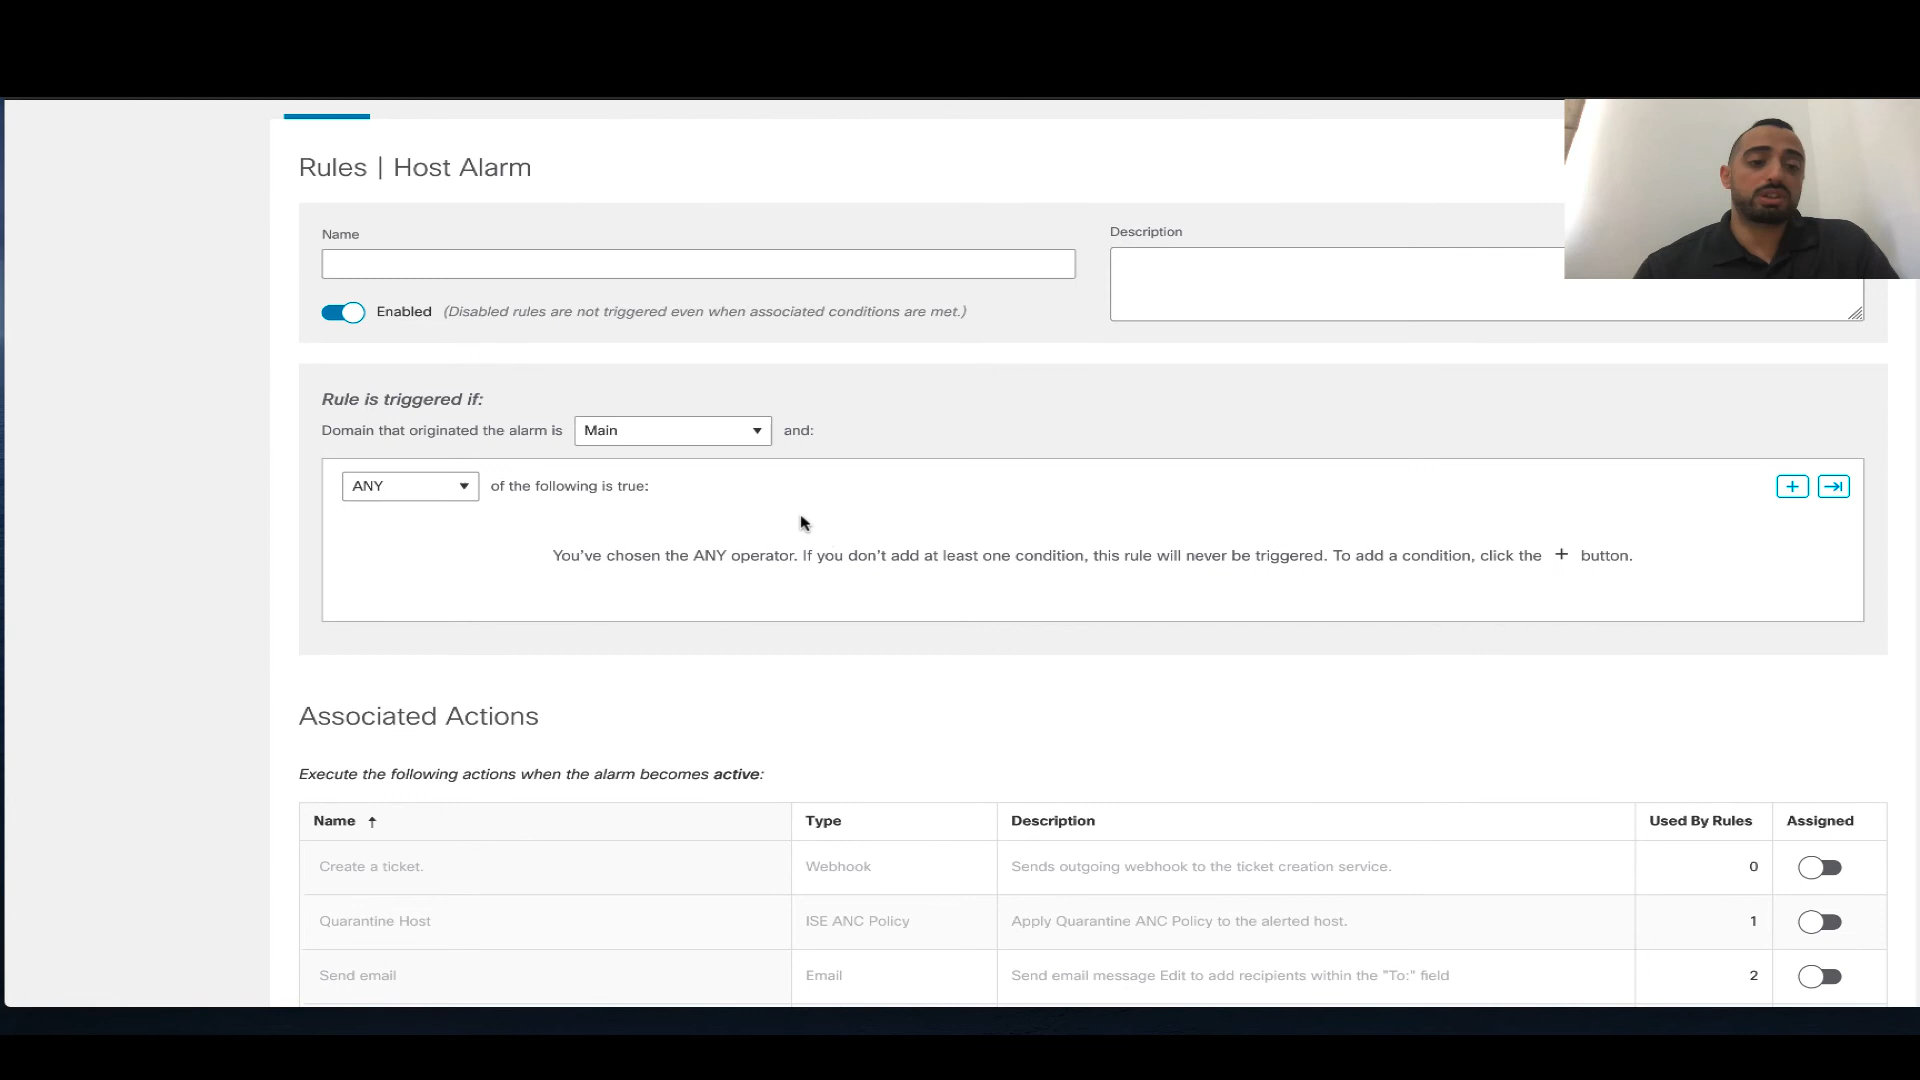 Rules | Host Alarm
Name
Description
Enabled (Disabled rules are not triggered even when associated conditions are met.)
Rule is triggered if:
Domain that originated the alarm is Main and:
ANY of the following is true:
You've chosen the ANY operator. If you don't add at least one condition, this rule will never be triggered. To add a condition, click the + button.
Associated Actions
Execute the following actions when the alarm becomes active:
Name ↑ Type Description Used By Rules Assigned
Create a ticket. Webhook Sends outgoing webhook to the ticket creation service. 0
Quarantine Host ISE ANC Policy Apply Quarantine ANC Policy to the alerted host. 1
Send email Email Send email message Edit to add recipients within the "To:" field 2